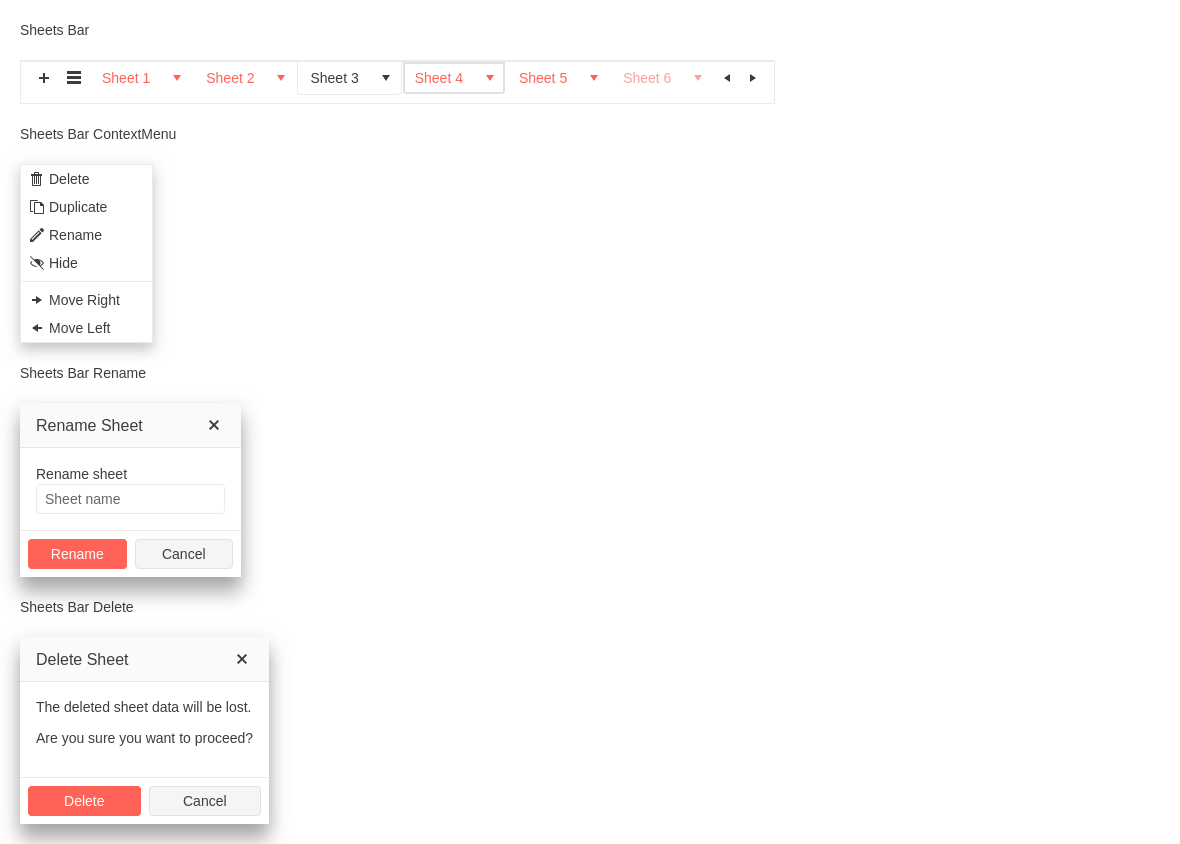 Sheets Bar
Sheet 1 Sheet 2 Sheet 3 Sheet 4 Sheet 5 Sheet 6
Sheets Bar ContextMenu
Delete
Duplicate
Rename
Hide
Move Right
Move Left
Sheets Bar Rename
Rename Sheet
Rename sheet
Sheet name
Rename Cancel
Sheets Bar Delete
Delete Sheet
The deleted sheet data will be lost.
Are you sure you want to proceed?
Delete Cancel